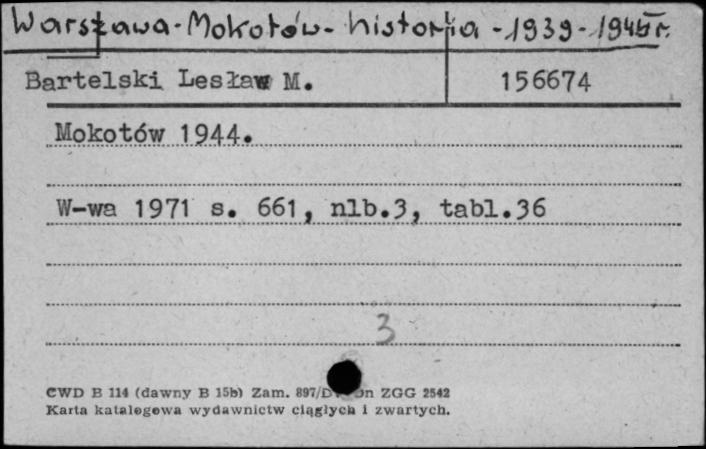 Warszawa-Mokotów-historia-1939-1945r.
Bartelski Lesław M. 156674
Mokotów 1944.
W-wa 1971 s. 661, nlb.3, tabl.36
3
CWD B 114 (dawny B 15b) Zam. 897/D ZGG 2542
Karta katalogowa wydawnictw ciągłych i zwartych.